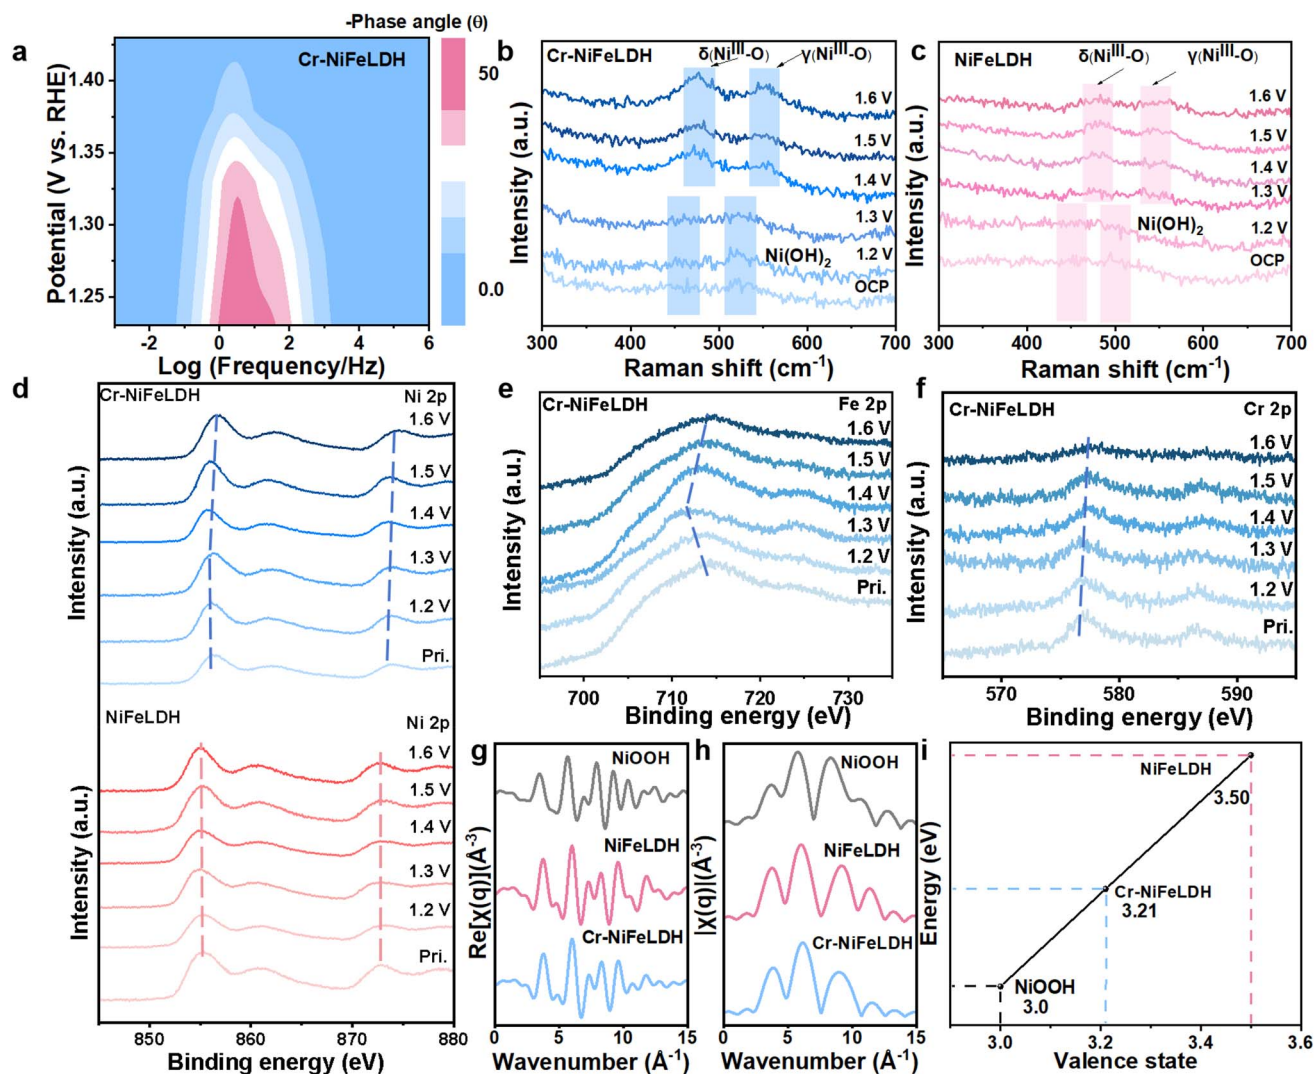 -Phase angle (θ)
a
Cr-NiFeLDH
50
0.0
1.40
1.35
1.30
1.25
Potential (V vs. RHE)
-2
0
2
4
6
Log (Frequency/Hz)
b
Cr-NiFeLDH
δ(Niᴵᴵᴵ-O)
γ(Niᴵᴵᴵ-O)
1.6 V
1.5 V
1.4 V
1.3 V
1.2 V
Ni(OH)₂
OCP
Intensity (a.u.)
300
400
500
600
700
Raman shift (cm⁻¹)
c
NiFeLDH
δ(Niᴵᴵᴵ-O)
γ(Niᴵᴵᴵ-O)
1.6 V
1.5 V
1.4 V
1.3 V
Ni(OH)₂
1.2 V
OCP
Intensity (a.u.)
300
400
500
600
700
Raman shift (cm⁻¹)
d
Cr-NiFeLDH
Ni 2p
1.6 V
1.5 V
1.4 V
1.3 V
1.2 V
Pri.
Intensity (a.u.)
NiFeLDH
Ni 2p
1.6 V
1.5 V
1.4 V
1.3 V
1.2 V
Pri.
Intensity (a.u.)
850
860
870
880
Binding energy (eV)
e
Cr-NiFeLDH
Fe 2p
1.6 V
1.5 V
1.4 V
1.3 V
1.2 V
Pri.
Intensity (a.u.)
700
710
720
730
Binding energy (eV)
f
Cr-NiFeLDH
Cr 2p
1.6 V
1.5 V
1.4 V
1.3 V
1.2 V
Pri.
Intensity (a.u.)
570
580
590
Binding energy (eV)
g
NiOOH
NiFeLDH
Cr-NiFeLDH
Re[χ(q)](Å⁻³)
0
5
10
15
Wavenumber (Å⁻¹)
h
NiOOH
NiFeLDH
Cr-NiFeLDH
|χ(q)|(Å⁻³)
0
5
10
15
Wavenumber (Å⁻¹)
i
NiFeLDH
3.50
Cr-NiFeLDH
3.21
NiOOH
3.0
Energy (eV)
3.0
3.2
3.4
3.6
Valence state